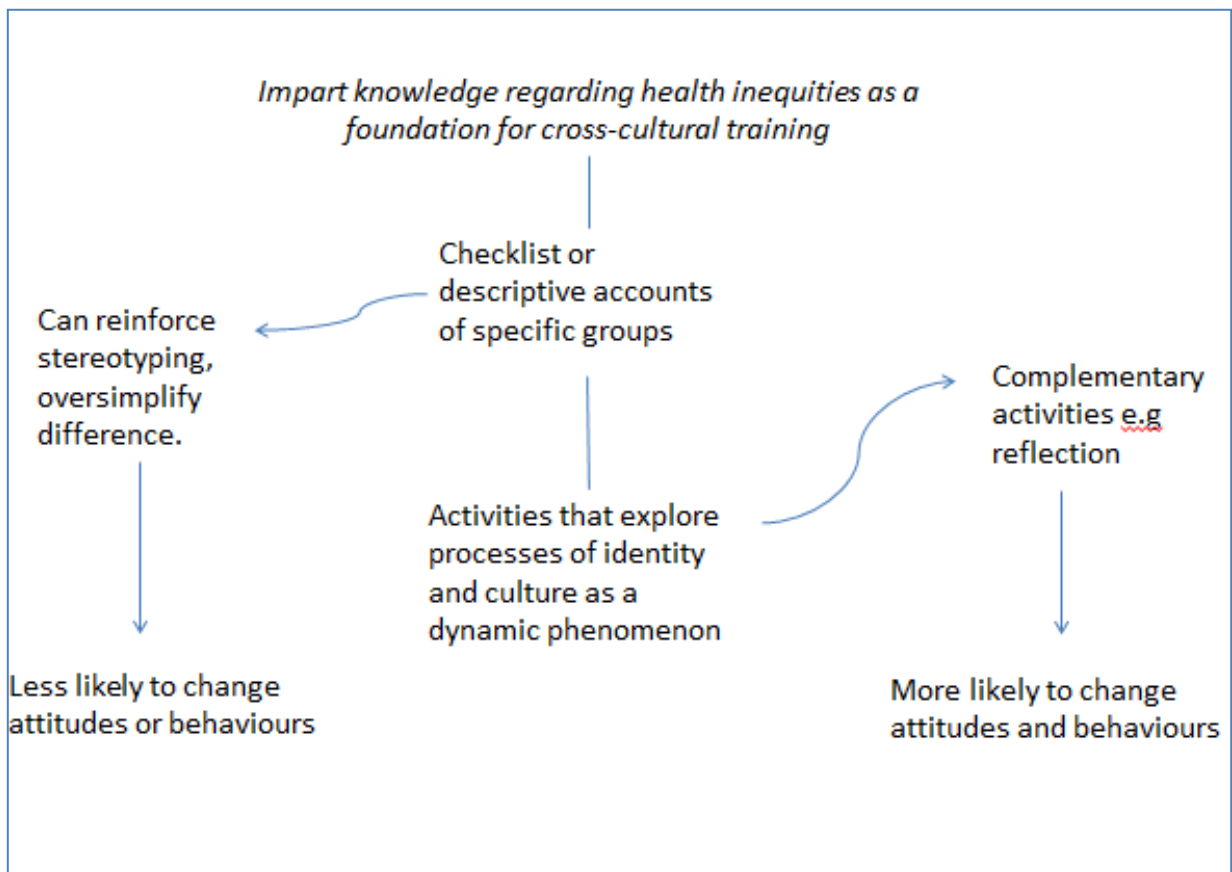 Impart knowledge regarding health inequities as a
foundation for cross-cultural training
Checklist or
descriptive accounts
of specific groups
Can reinforce
stereotyping,
oversimplify
difference.
Complementary
activities e.g
reflection
Activities that explore
processes of identity
and culture as a
dynamic phenomenon
Less likely to change
attitudes or behaviours
More likely to change
attitudes and behaviours